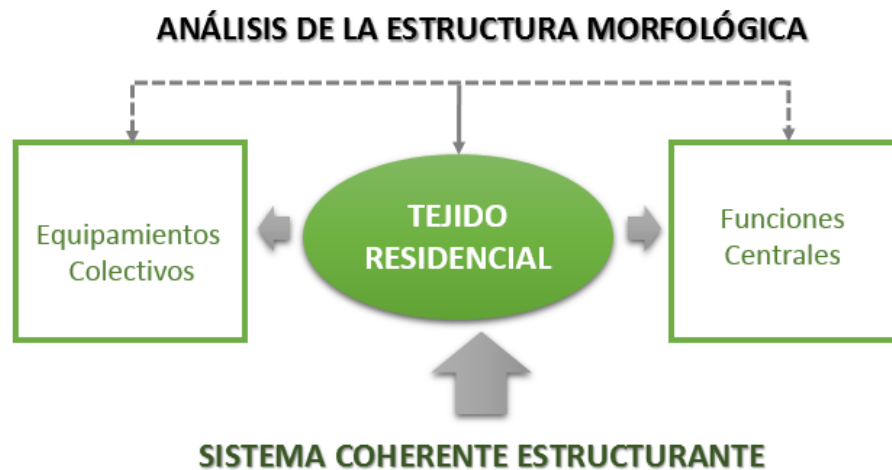 ANÁLISIS DE LA ESTRUCTURA MORFOLÓGICA
Equipamientos
Colectivos
TEJIDO
RESIDENCIAL
Funciones
Centrales
SISTEMA COHERENTE ESTRUCTURANTE